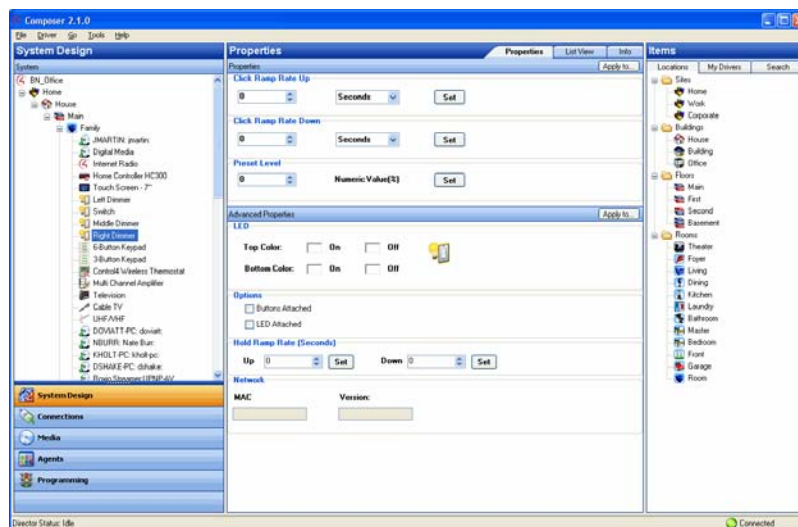 Composer 2.1.0
File Driver Go Tools Help
System Design
System
BN_Office
Home
House
Main
Family
JMARTIN: jmartin
Digital Media
Internet Radio
Home Controller HC300
Touch Screen - 7"
Left Dimmer
Switch
Middle Dimmer
Right Dimmer
6-Button Keypad
3-Button Keypad
Control4 Wireless Thermostat
Multi Channel Amplifier
Television
Cable TV
UHF/VHF
DOVIATT-PC: doviatt:
NBURR: Nate Burr:
KHOLT-PC: kholt-pc:
DSHAKE-PC: dshake:
System Design
Connections
Media
Agents
Programming
Director Status: Idle
Properties
Properties List View Info
Properties Apply to...
Click Ramp Rate Up
0 Seconds Set
Click Ramp Rate Down
0 Seconds Set
Preset Level
0 Numeric Value(%) Set
Advanced Properties Apply to...
LED
Top Color: On Off
Bottom Color: On Off
Options
Buttons Attached
LED Attached
Hold Ramp Rate (Seconds)
Up 0 Set Down 0 Set
Network
MAC Version:
Items
Locations My Drivers Search
Sites
Home
Work
Corporate
Buildings
House
Building
Office
Floors
Main
First
Second
Basement
Rooms
Theater
Foyer
Living
Dining
Kitchen
Laundry
Bathroom
Master
Bedroom
Front
Garage
Room
Connected